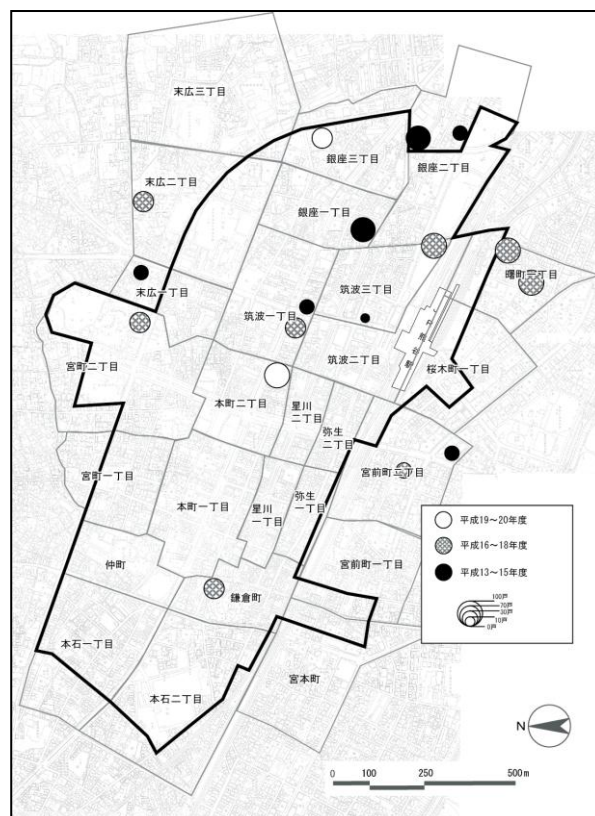 末広三丁目
銀座三丁目
銀座二丁目
末広二丁目
銀座一丁目
曙町三丁目
筑波三丁目
末広一丁目
筑波一丁目
筑波二丁目
宮町二丁目
桜木町一丁目
本町二丁目
星川
二丁目
弥生
二丁目
宮町一丁目
宮前町二丁目
本町一丁目
星川
一丁目
弥生
一丁目
仲町
宮前町一丁目
鎌倉町
本石一丁目
本石二丁目
宮本町
平成19~20年度
平成16~18年度
平成13~15年度
100戸
70戸
30戸
10戸
0戸
N
0 100 250 500m